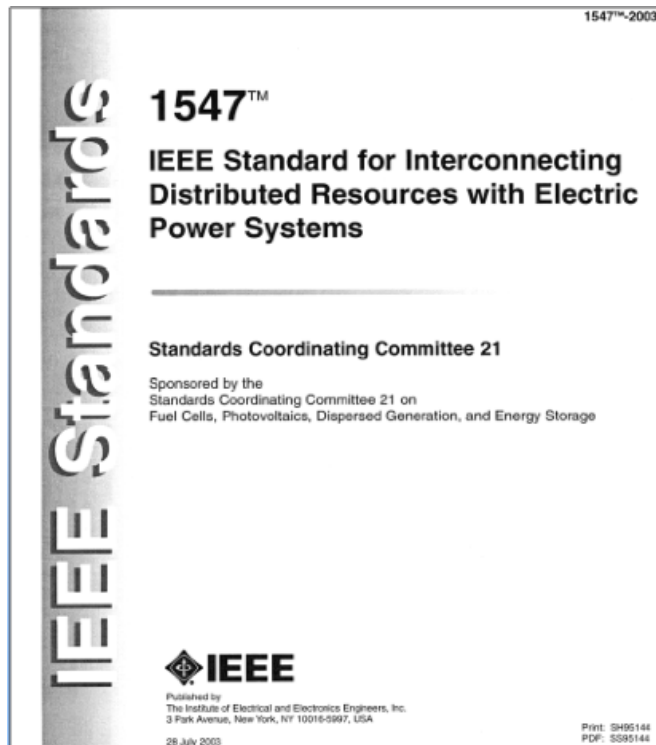 1547™-2003
IEEE Standards
1547™
IEEE Standard for Interconnecting
Distributed Resources with Electric
Power Systems
Standards Coordinating Committee 21
Sponsored by the
Standards Coordinating Committee 21 on
Fuel Cells, Photovoltaics, Dispersed Generation, and Energy Storage
IEEE
Published by
The Institute of Electrical and Electronics Engineers, Inc.
3 Park Avenue, New York, NY 10016-5997, USA
28 July 2003
Print: SH95144
PDF: SS95144